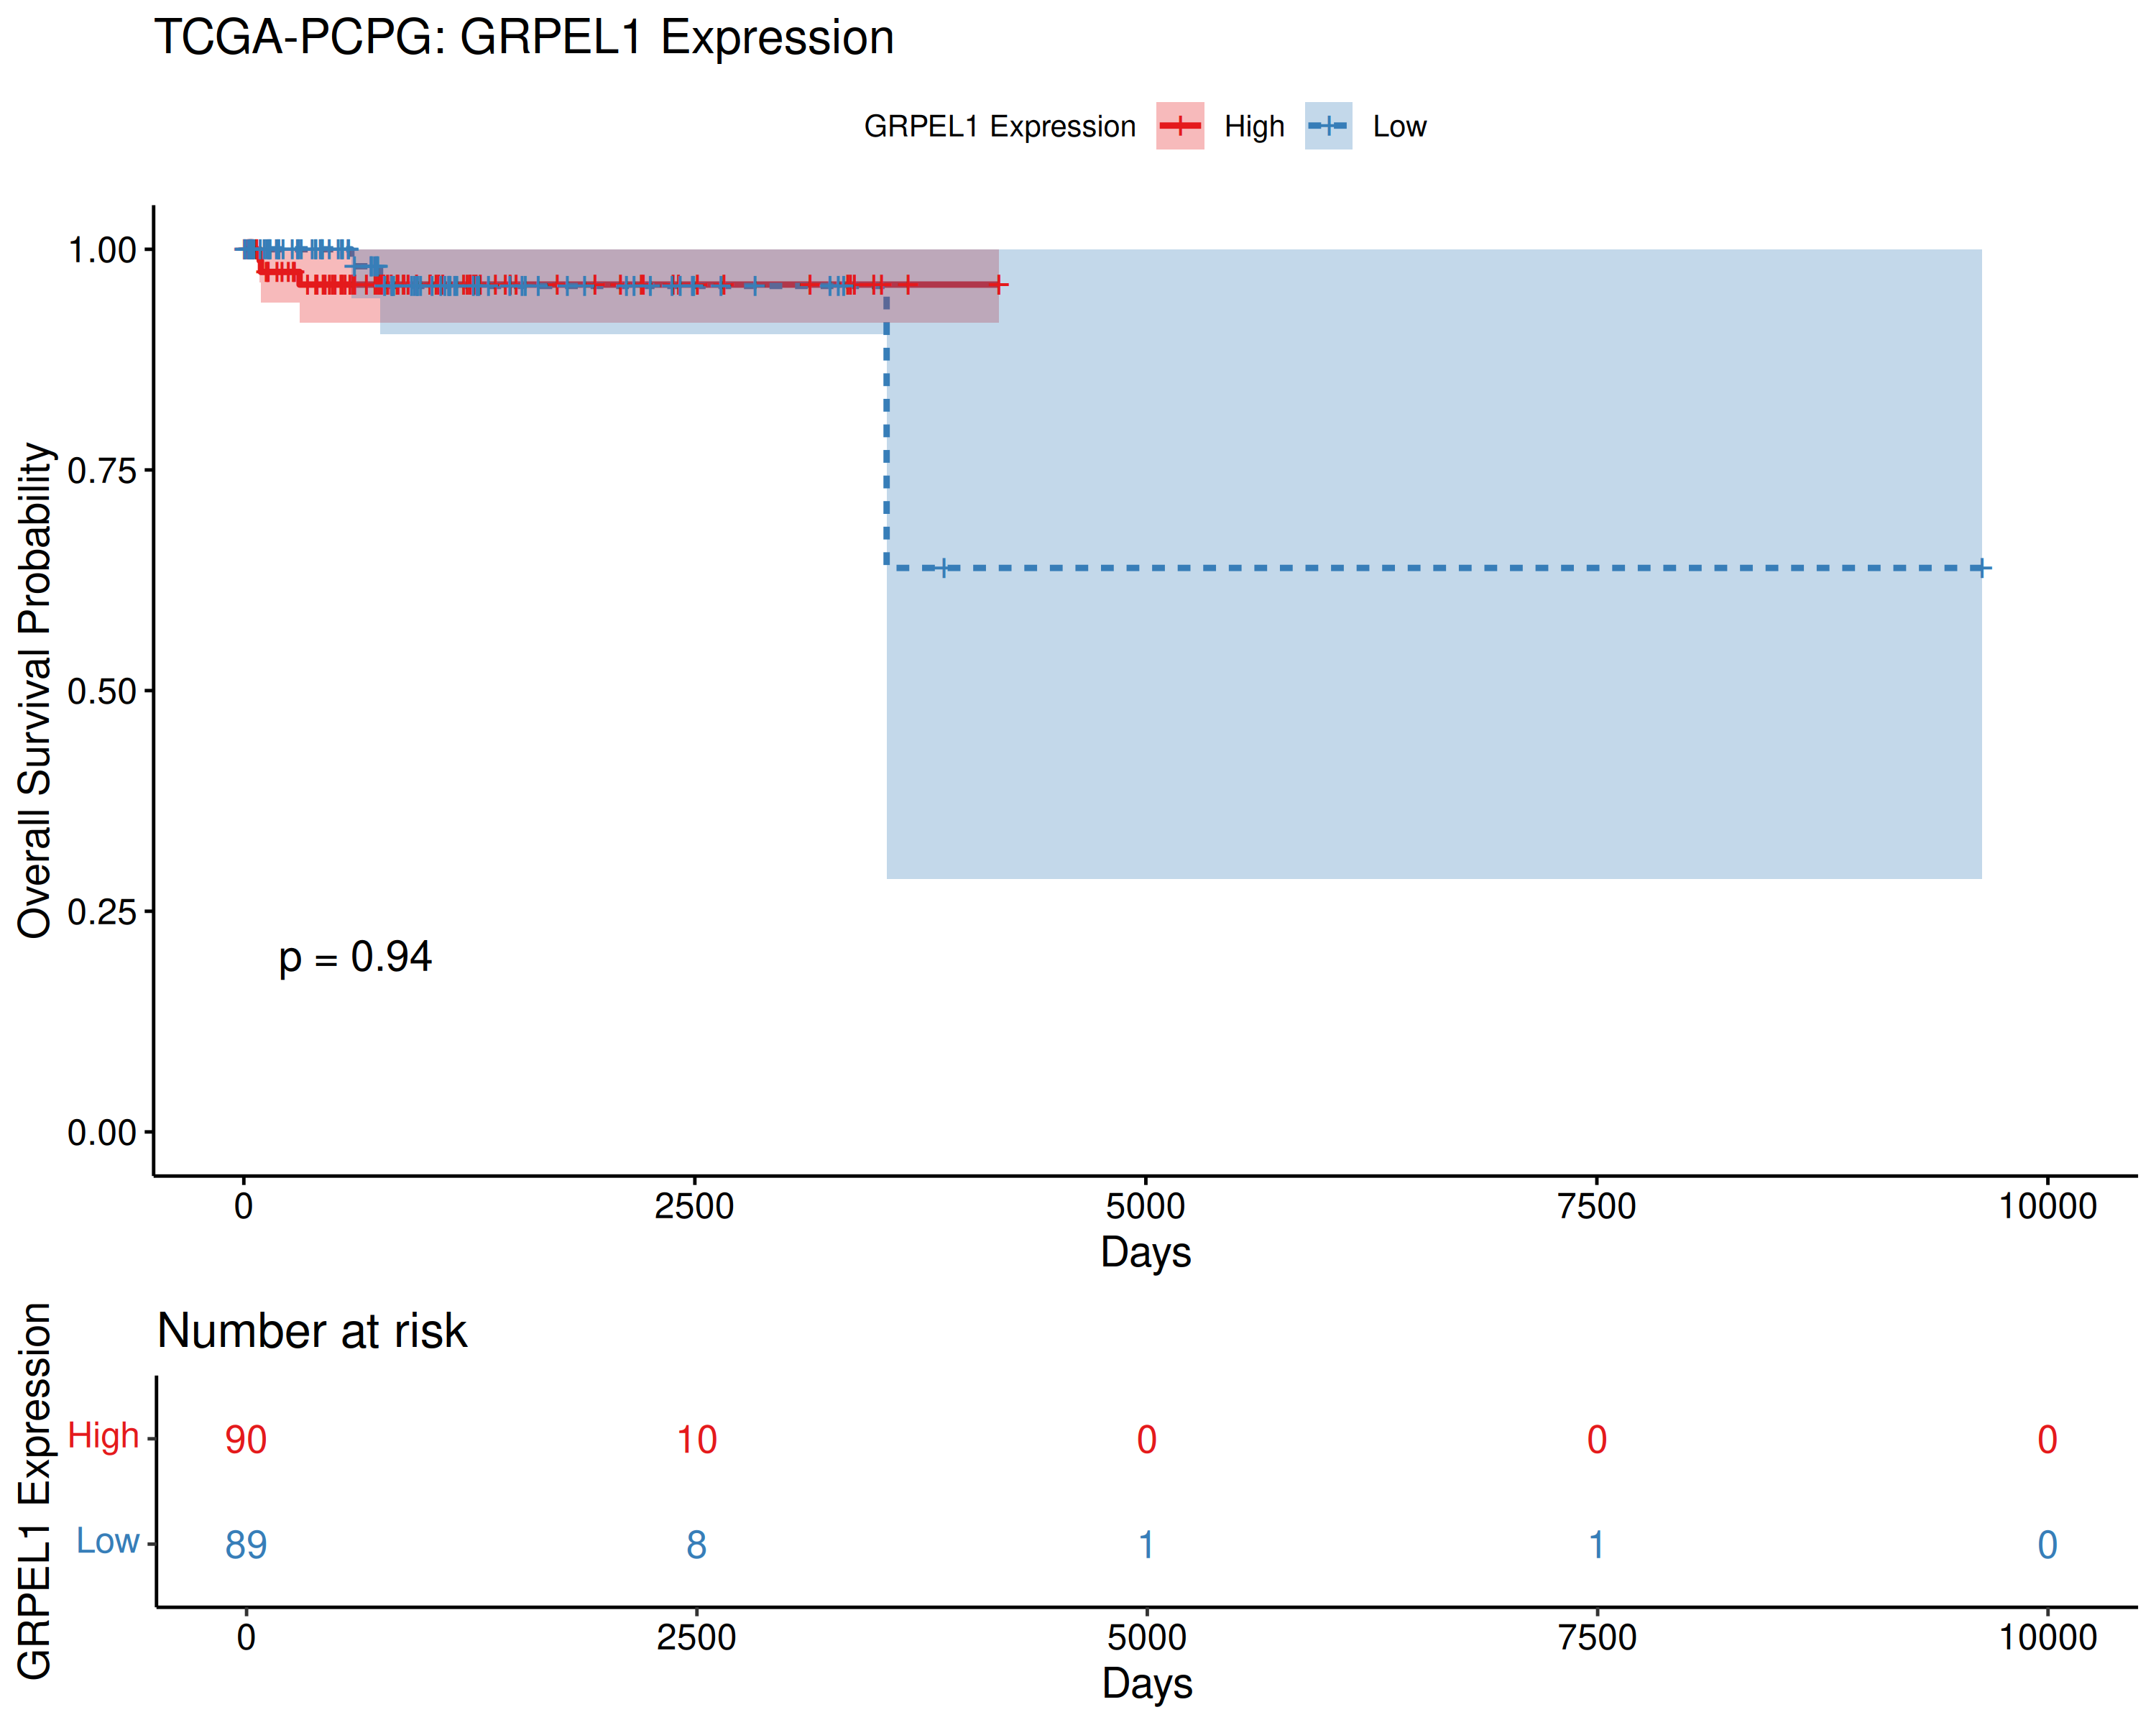 TCGA-PCPG: GRPEL1 Expression
GRPEL1 Expression High Low
Overall Survival Probability
1.00
0.75
0.50
0.25
0.00
p = 0.94
0 2500 5000 7500 10000
Days
Number at risk
GRPEL1 Expression
High 90 10 0 0 0
Low 89 8 1 1 0
0 2500 5000 7500 10000
Days